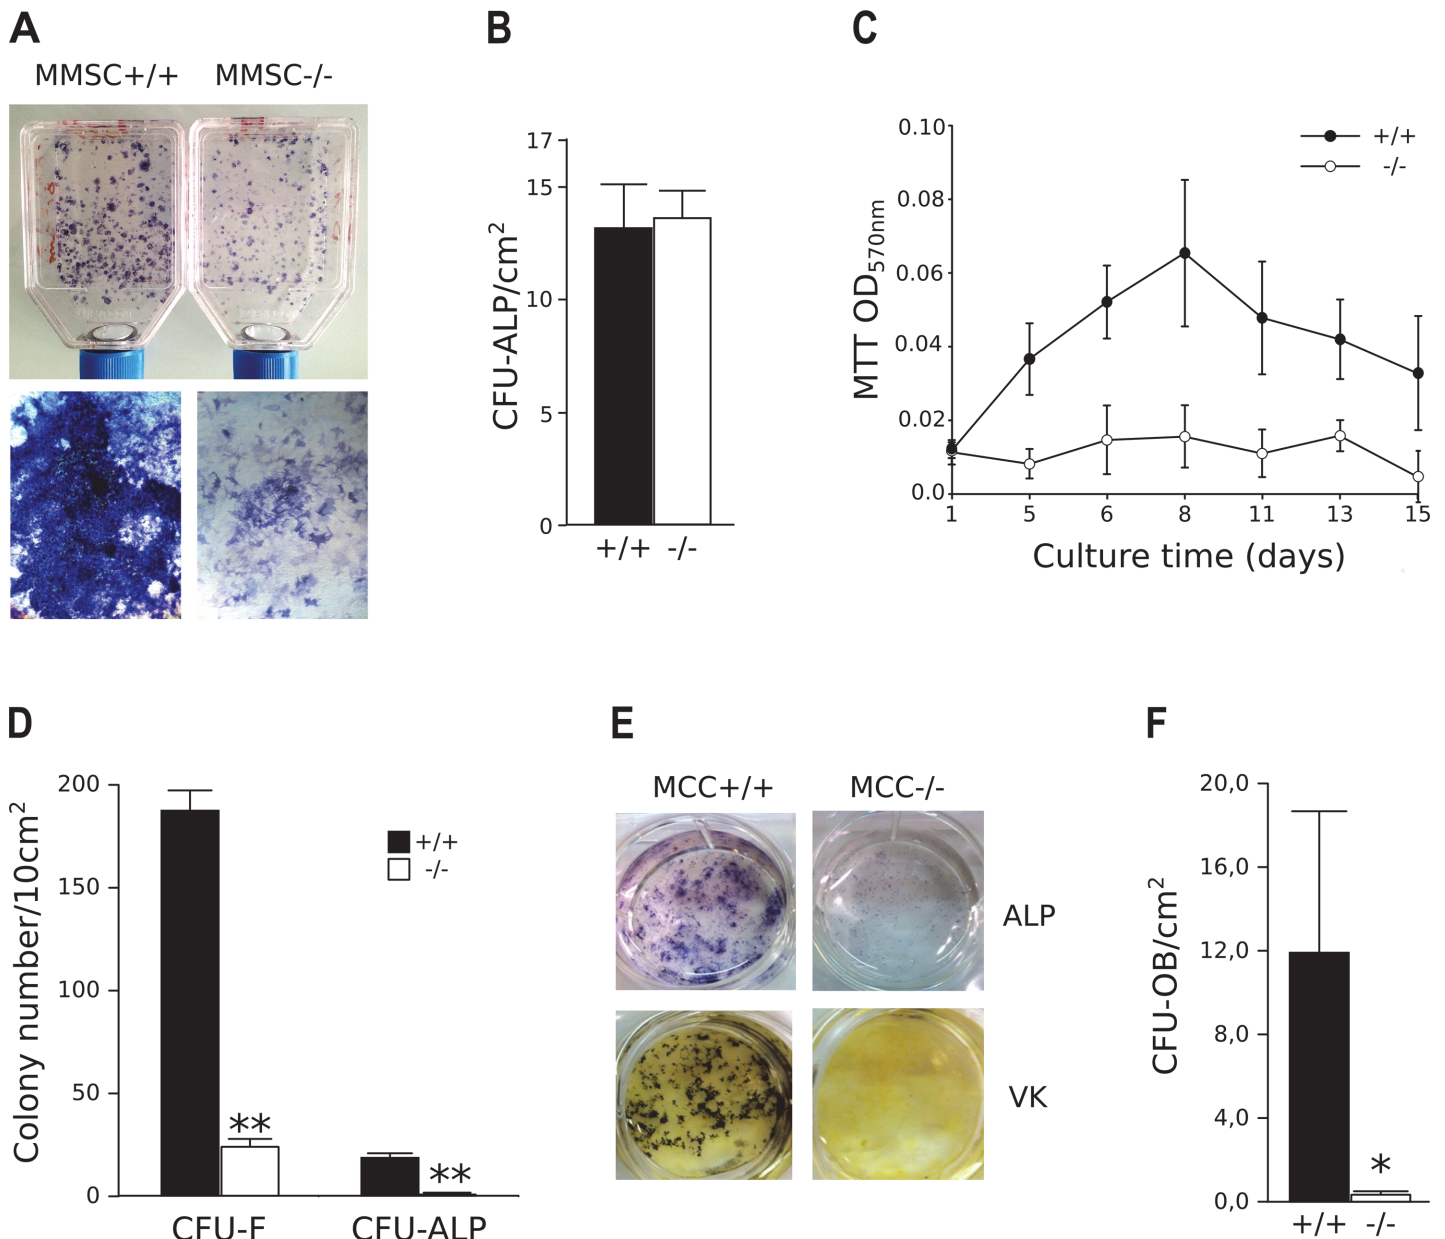 A
MMSC+/+ MMSC-/-
B
CFU-ALP/cm2
17
15
10
5
0
+/+ -/-
C
MTT OD570nm
0.10
0.08
0.06
0.04
0.02
0.0
1 5 6 8 11 13 15
Culture time (days)
+/+
-/-
D
Colony number/10cm2
200
150
100
50
0
+/+
-/-
**
**
CFU-F CFU-ALP
E
MCC+/+ MCC-/-
ALP
VK
F
CFU-OB/cm2
20,0
16,0
12,0
8,0
4,0
0,0
*
+/+ -/-